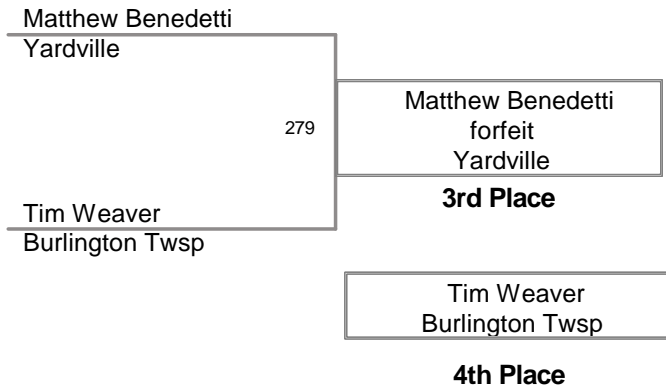 Matthew Benedetti
Yardville
279
Matthew Benedetti
forfeit
Yardville
3rd Place
Tim Weaver
Burlington Twsp
Tim Weaver
Burlington Twsp
4th Place